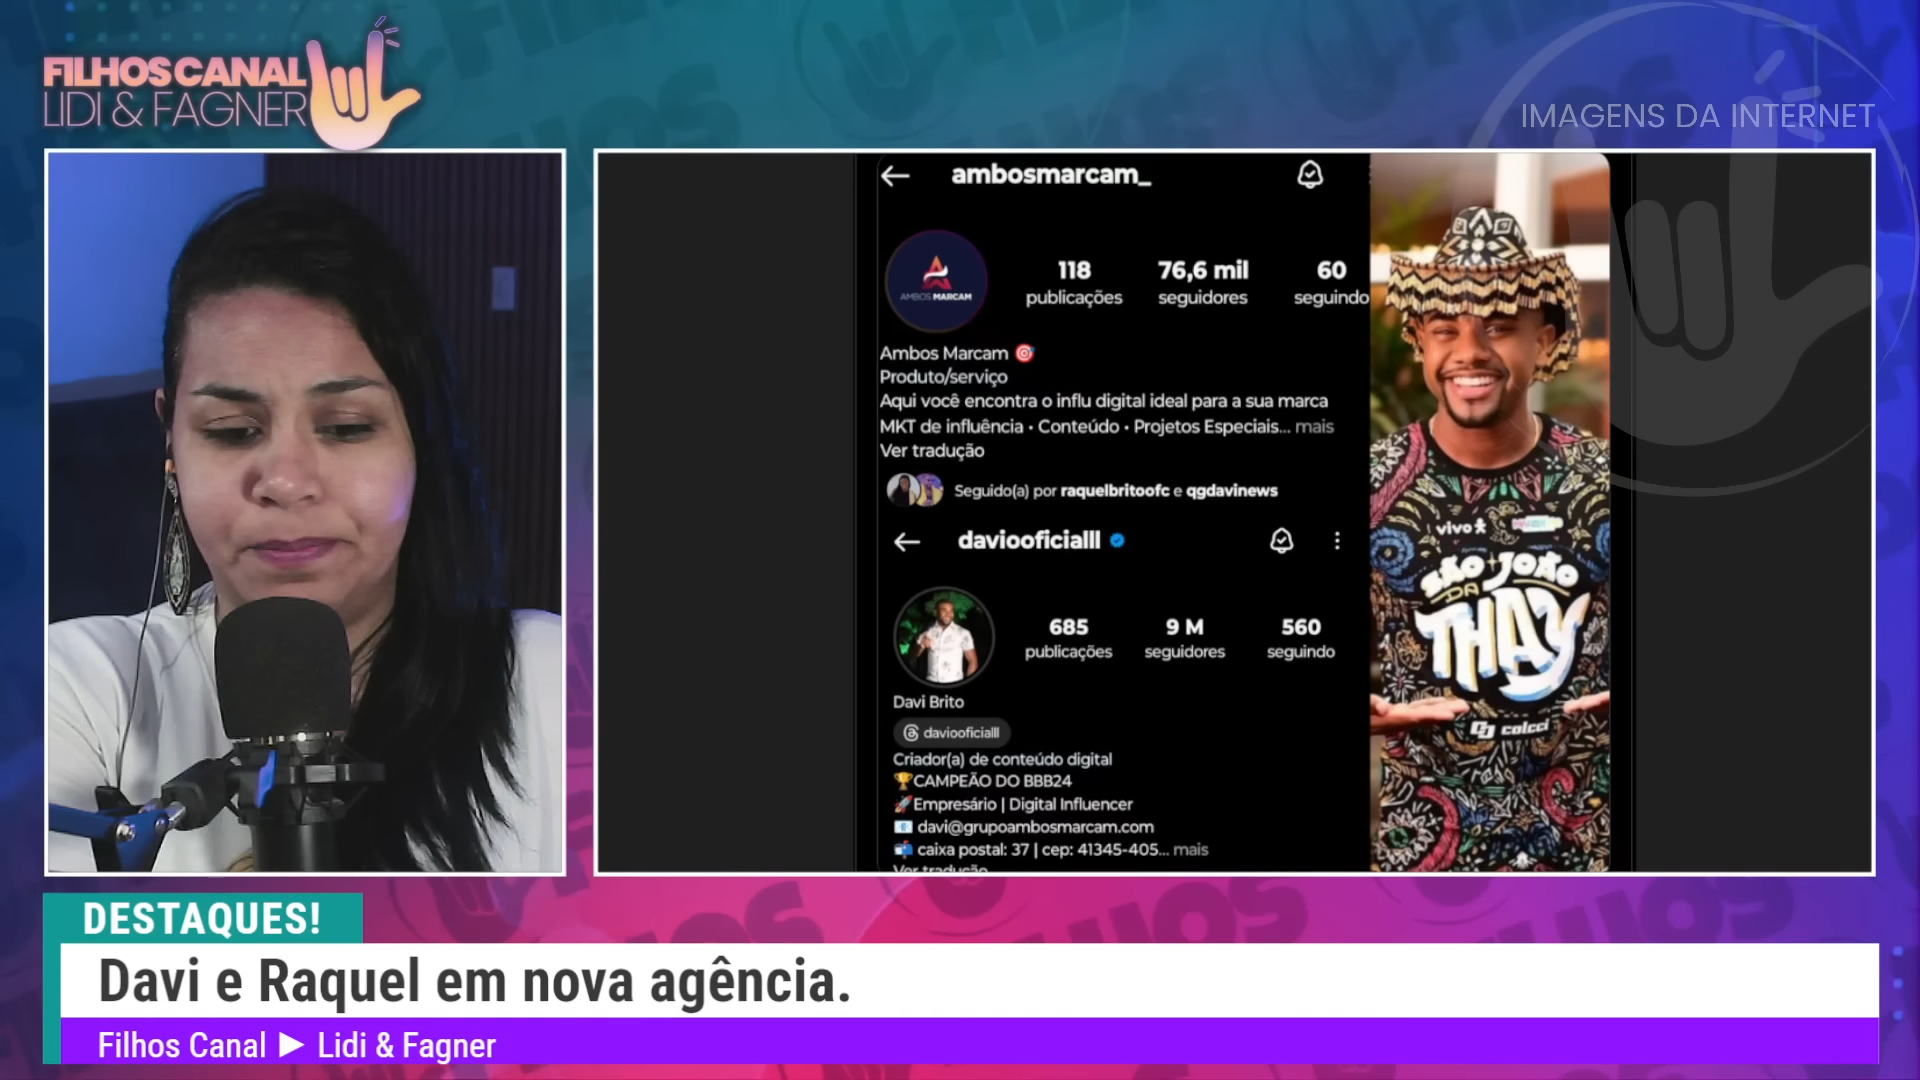 FILHOS CANAL
LIDI & FAGNER
IMAGENS DA INTERNET
ambosmarcam_
AMBOS MARCAM
118
publicações
76,6 mil
seguidores
60
seguindo
Ambos Marcam 🎯
Produto/serviço
Aqui você encontra o influ digital ideal para a sua marca
MKT de influência • Conteúdo • Projetos Especiais... mais
Ver tradução
Seguido(a) por raquelbritoofc e qgdavinews
daviooficialll
685
publicações
9 M
seguidores
560
seguindo
Davi Brito
daviooficialll
Criador(a) de conteúdo digital
🏆CAMPEÃO DO BBB24
🚀Empresário | Digital Influencer
📧 davi@grupoambosmarcam.com
📬 caixa postal: 37 | cep: 41345-405... mais
Ver tradução
vivo
SÃO JOÃO
DA
THAY
colcci
DESTAQUES!
Davi e Raquel em nova agência.
Filhos Canal ▶ Lidi & Fagner